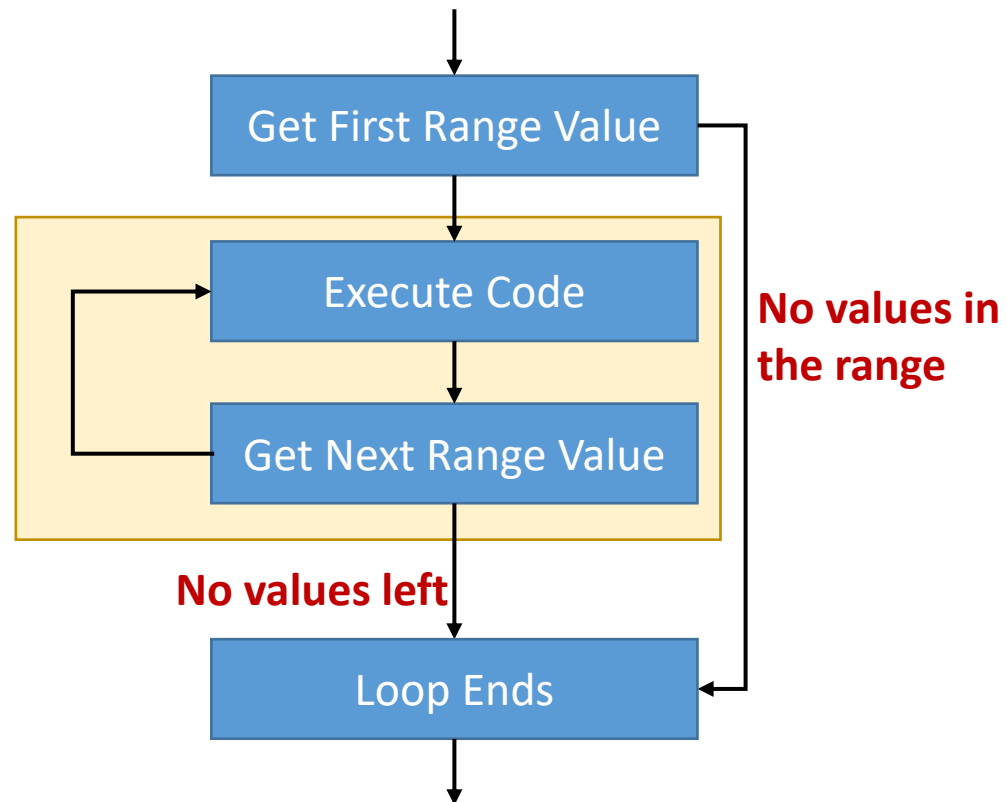 Get First Range Value
Execute Code
No values in
the range
Get Next Range Value
No values left
Loop Ends